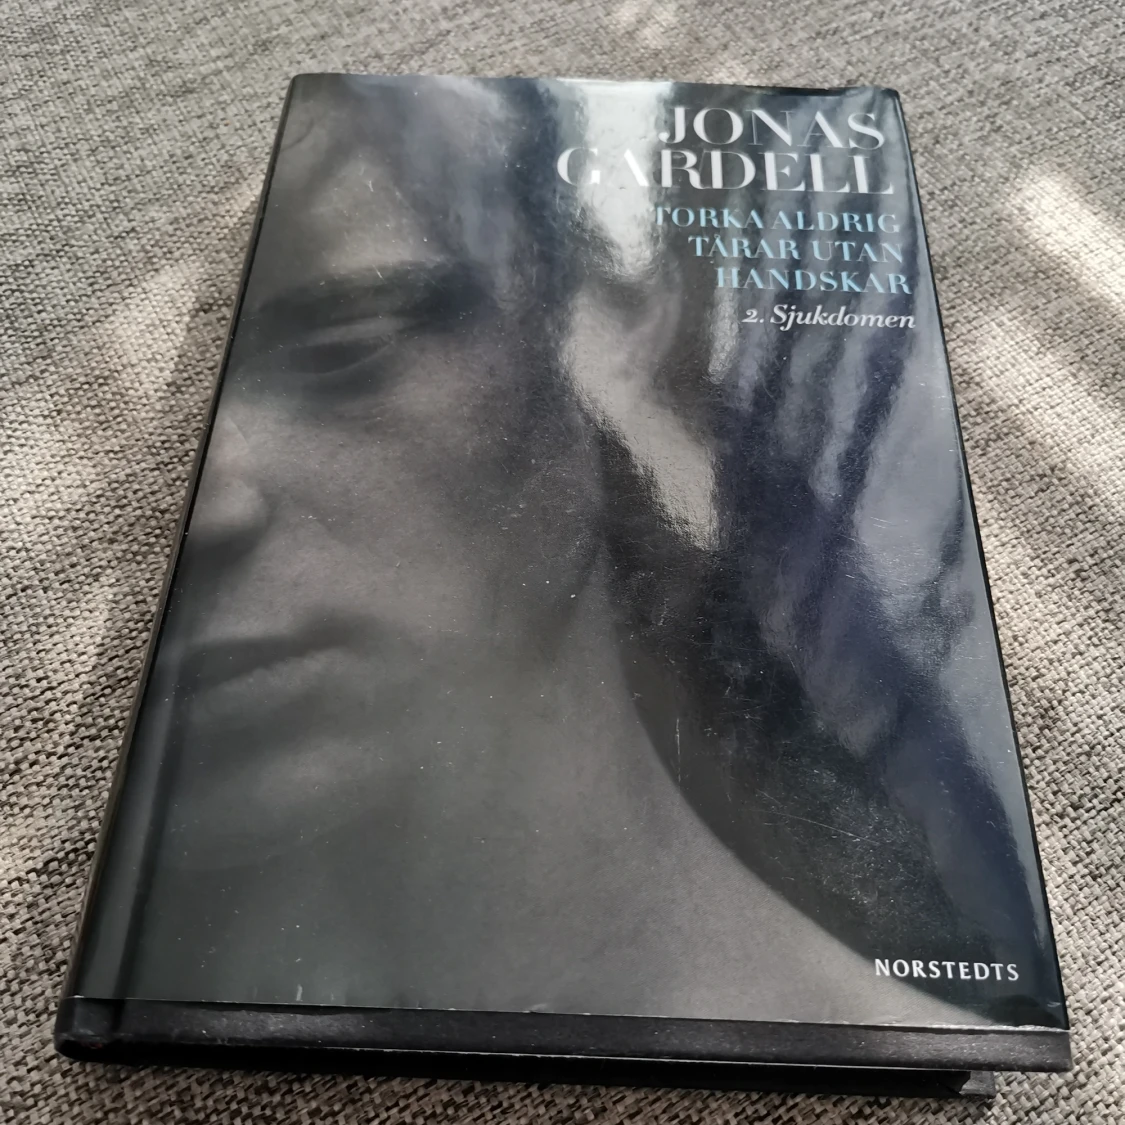 JONAS
GARDELL
TORKA ALDRIG
TÅRAR UTAN
HANDSKAR
2. Sjukdomen
NORSTEDTS